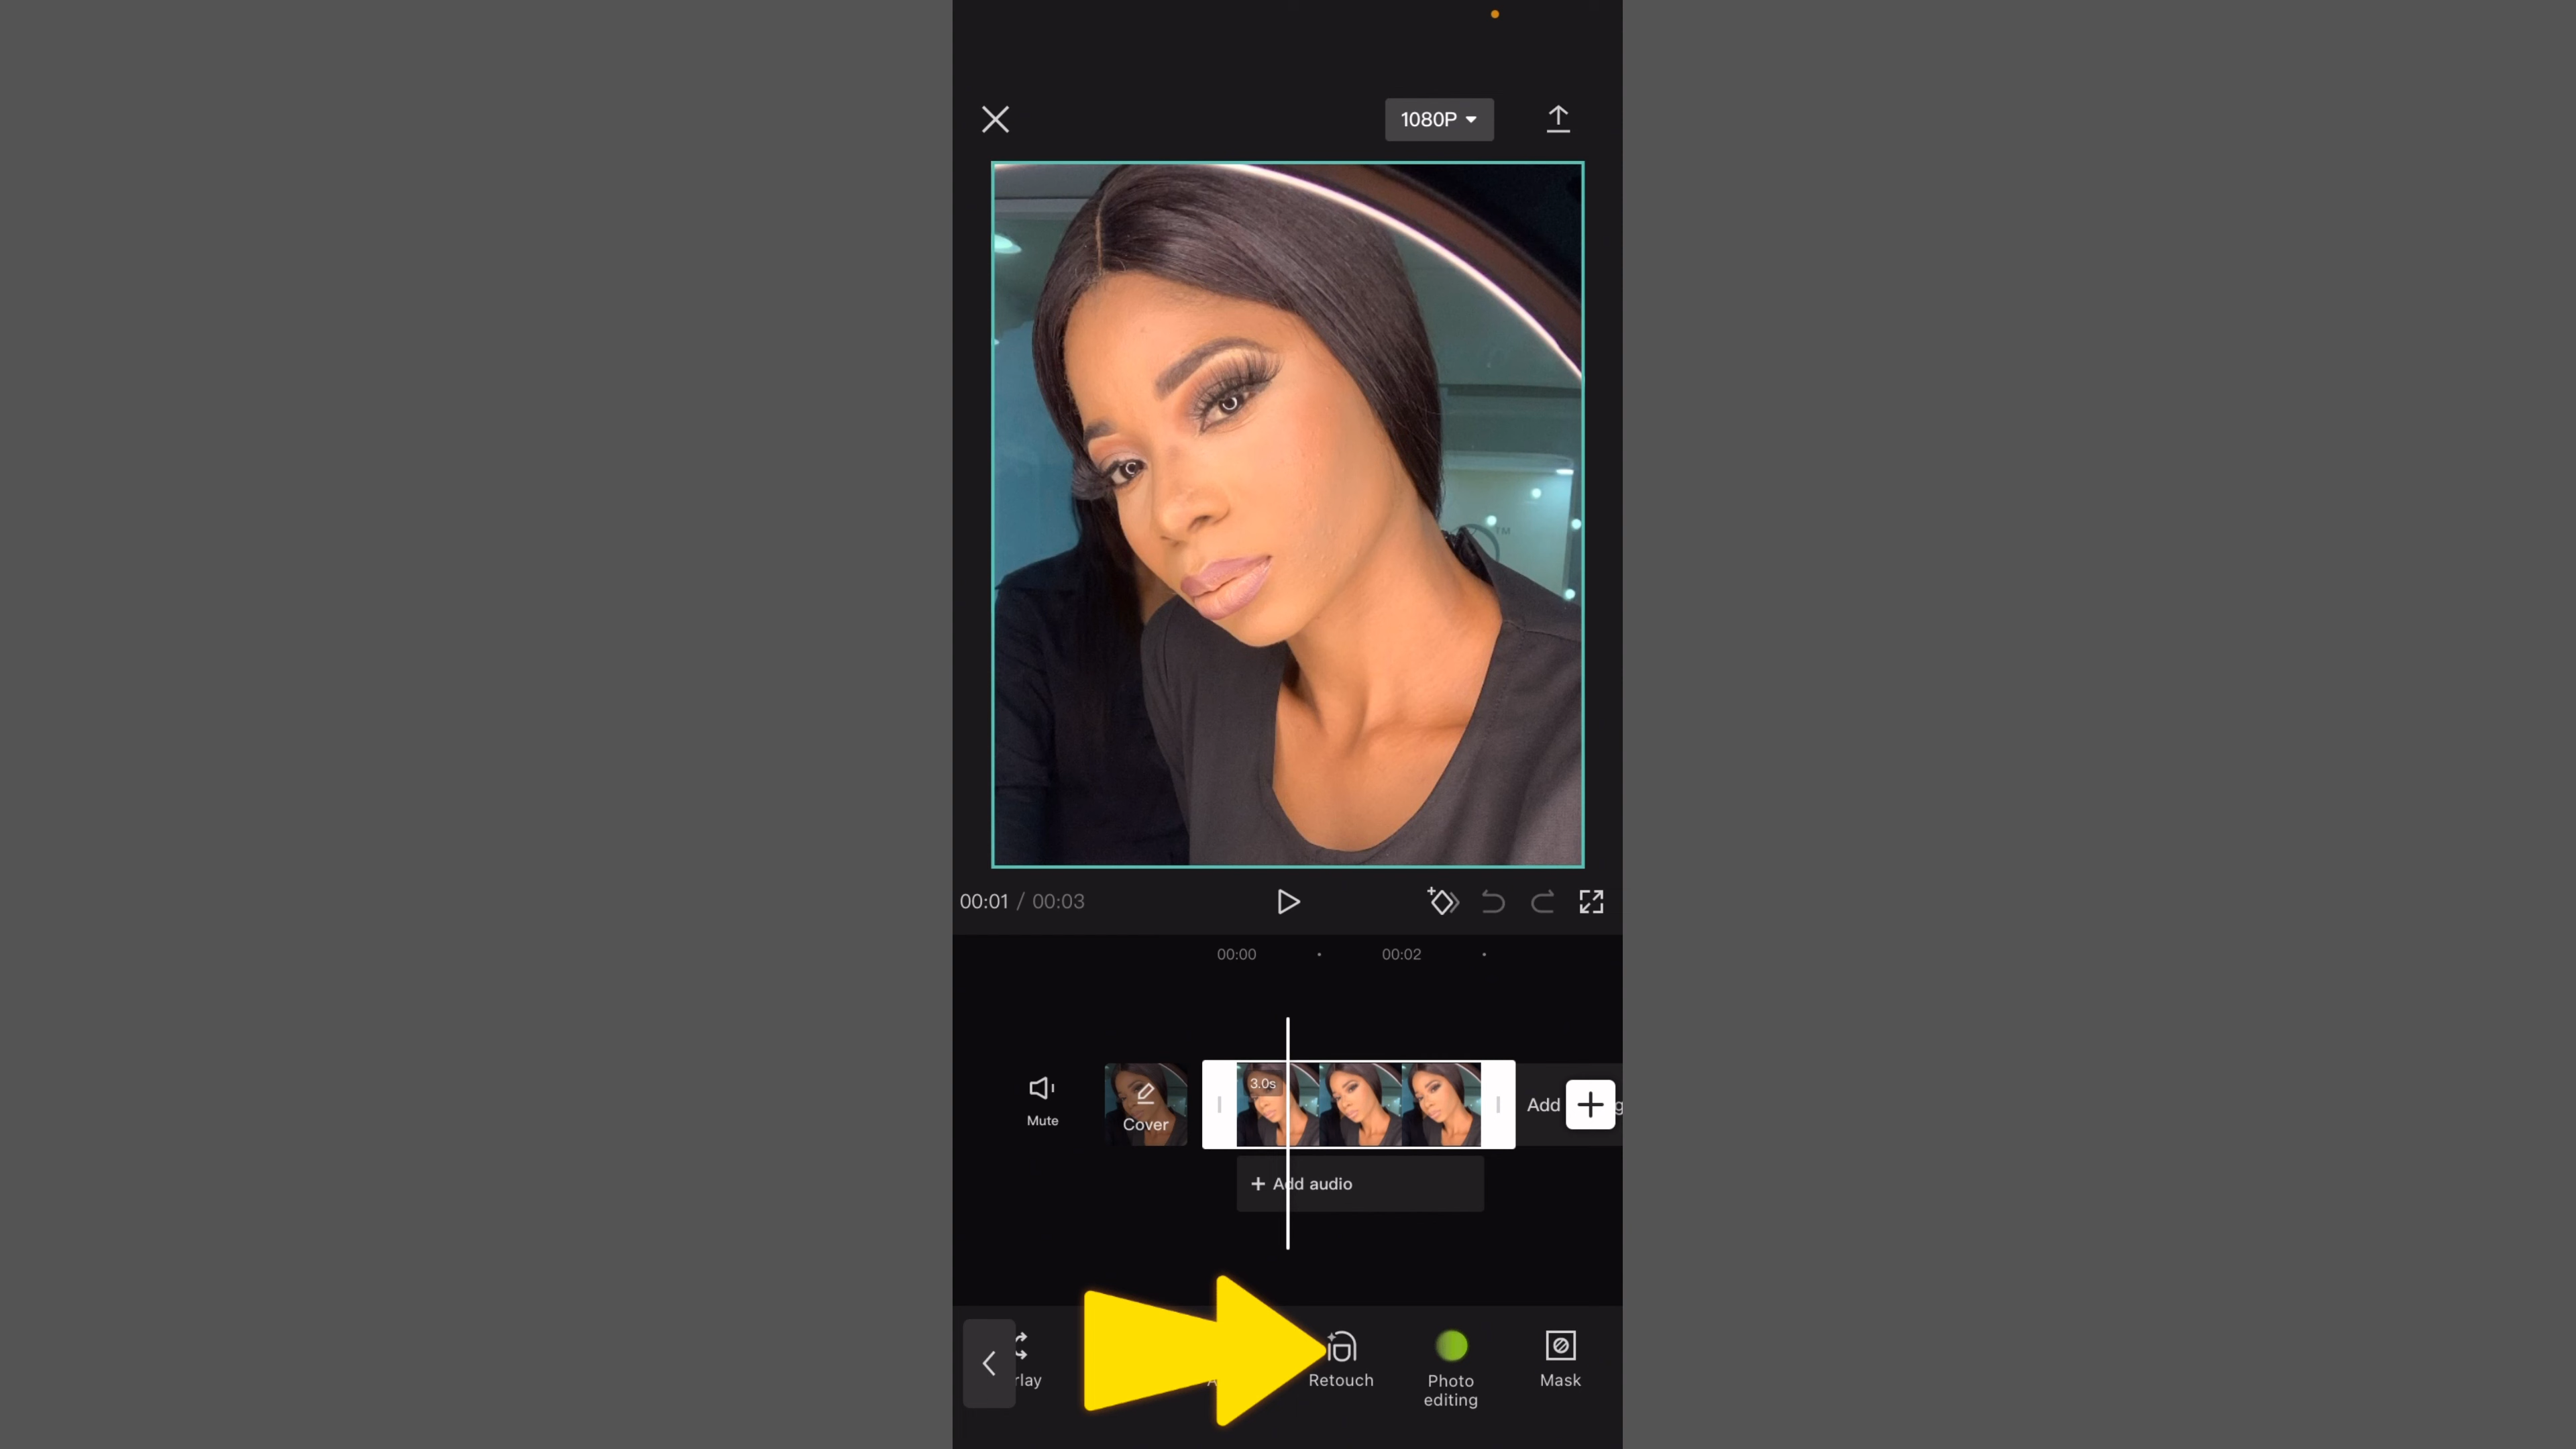 1080P
TM
00:01 / 00:03
00:00
00:02
3.0s
Mute
Cover
Add
+ Add audio
rlay
Retouch
Photo
editing
Mask